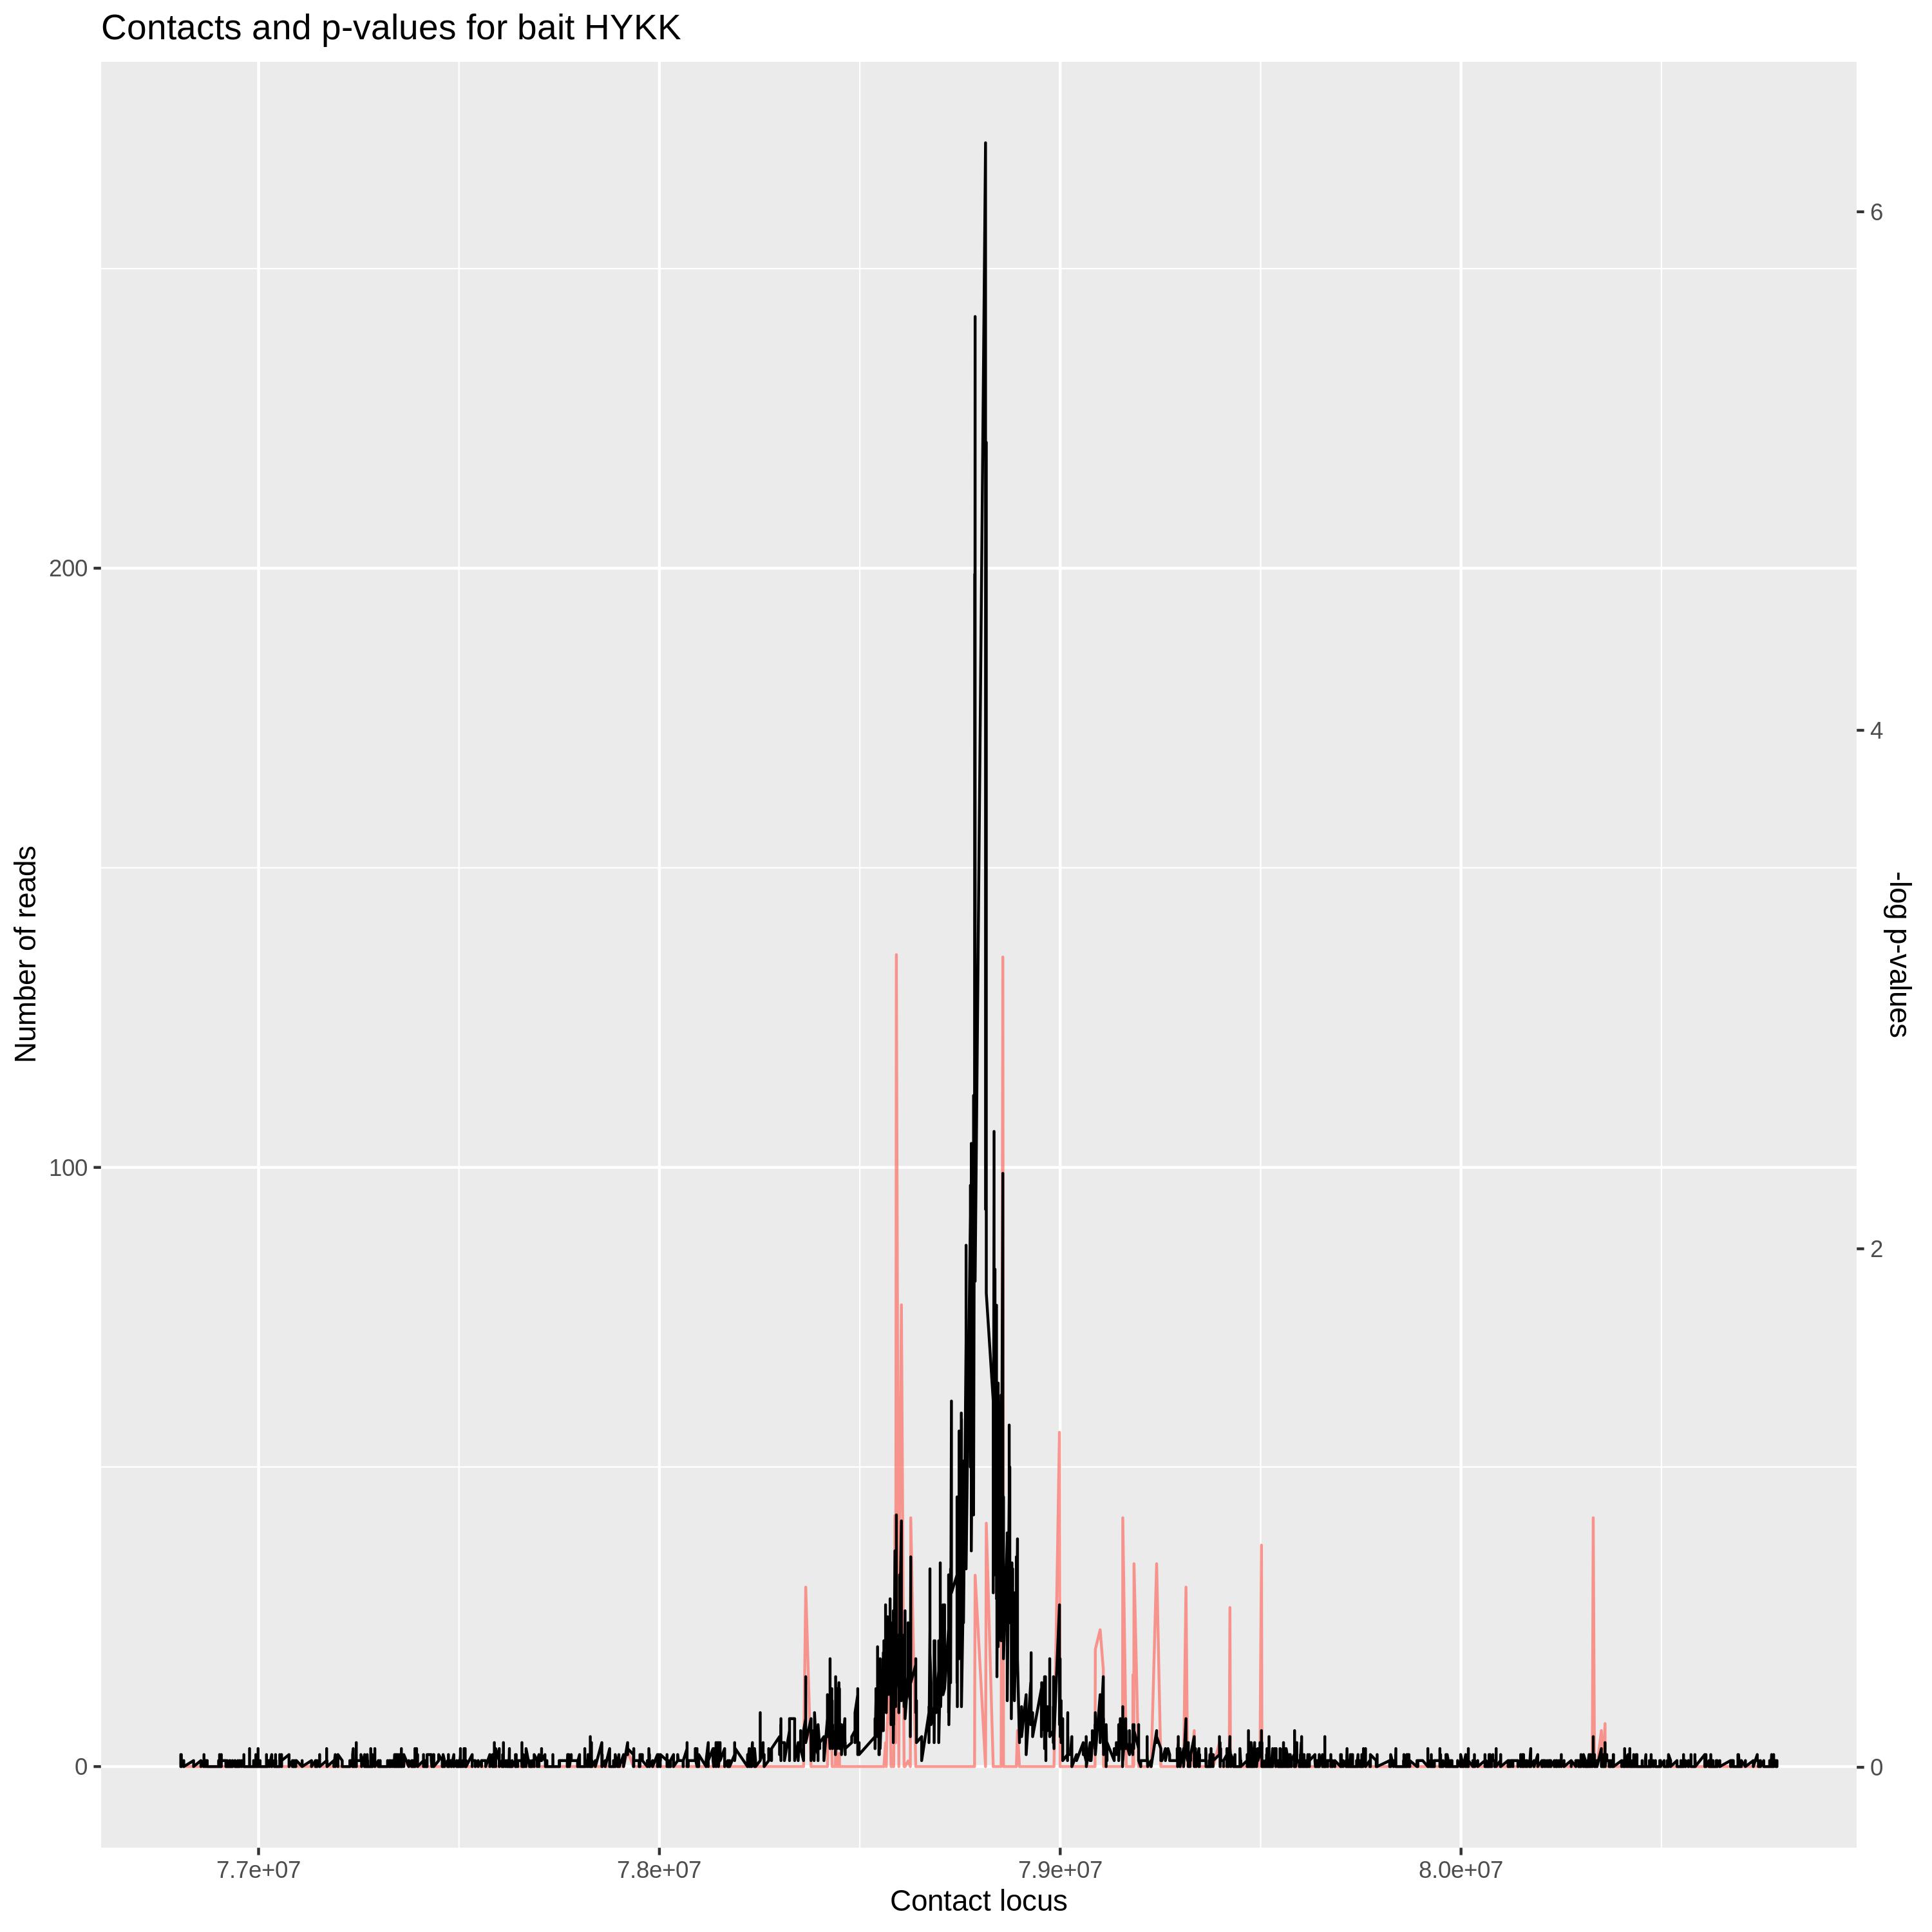 Contacts and p-values for bait HYKK
Number of reads
200
100
0
6
4
2
0
-log p-values
7.7e+07 7.8e+07 7.9e+07 8.0e+07
Contact locus